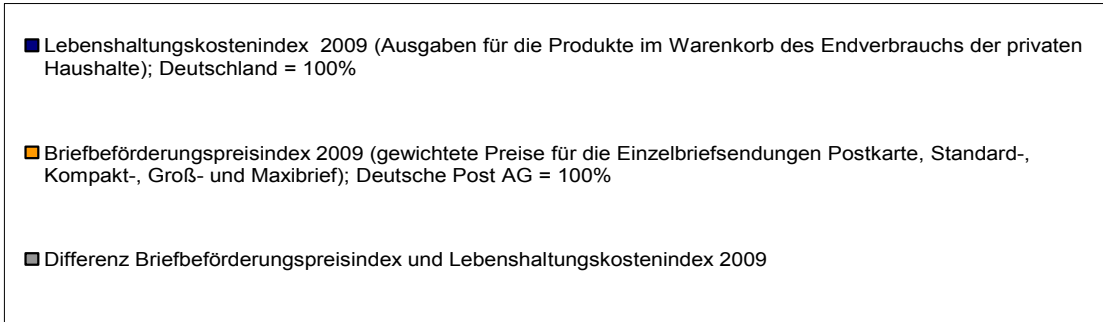 Lebenshaltungskostenindex 2009 (Ausgaben für die Produkte im Warenkorb des Endverbrauchs der privaten
Haushalte); Deutschland = 100%
Briefbeförderungspreisindex 2009 (gewichtete Preise für die Einzelbriefsendungen Postkarte, Standard-,
Kompakt-, Groß- und Maxibrief); Deutsche Post AG = 100%
Differenz Briefbeförderungspreisindex und Lebenshaltungskostenindex 2009